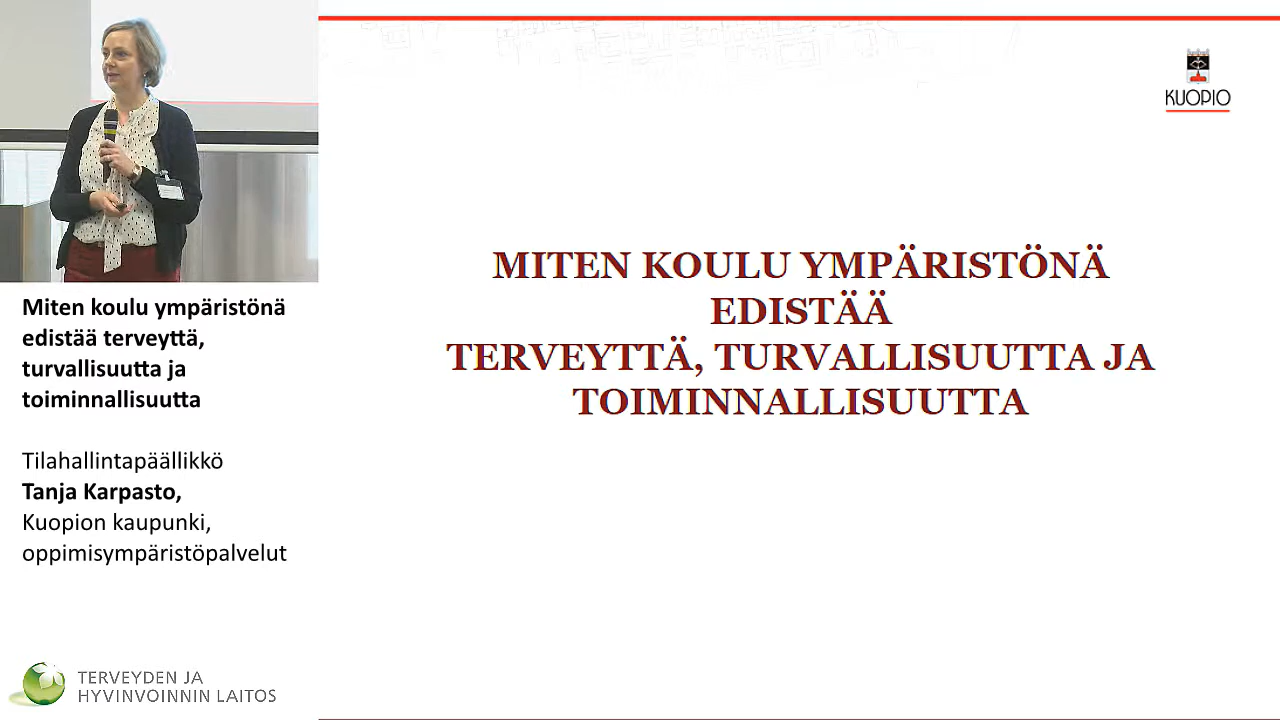 Miten koulu ympäristönä
edistää terveyttä,
turvallisuutta ja
toiminnallisuutta
Tilahallintapäällikkö
Tanja Karpasto,
Kuopion kaupunki,
oppimisympäristöpalvelut
TERVEYDEN JA
HYVINVOINNIN LAITOS
KUOPIO
MITEN KOULU YMPÄRISTÖNÄ
EDISTÄÄ
TERVEYTTÄ, TURVALLISUUTTA JA
TOIMINNALLISUUTTA